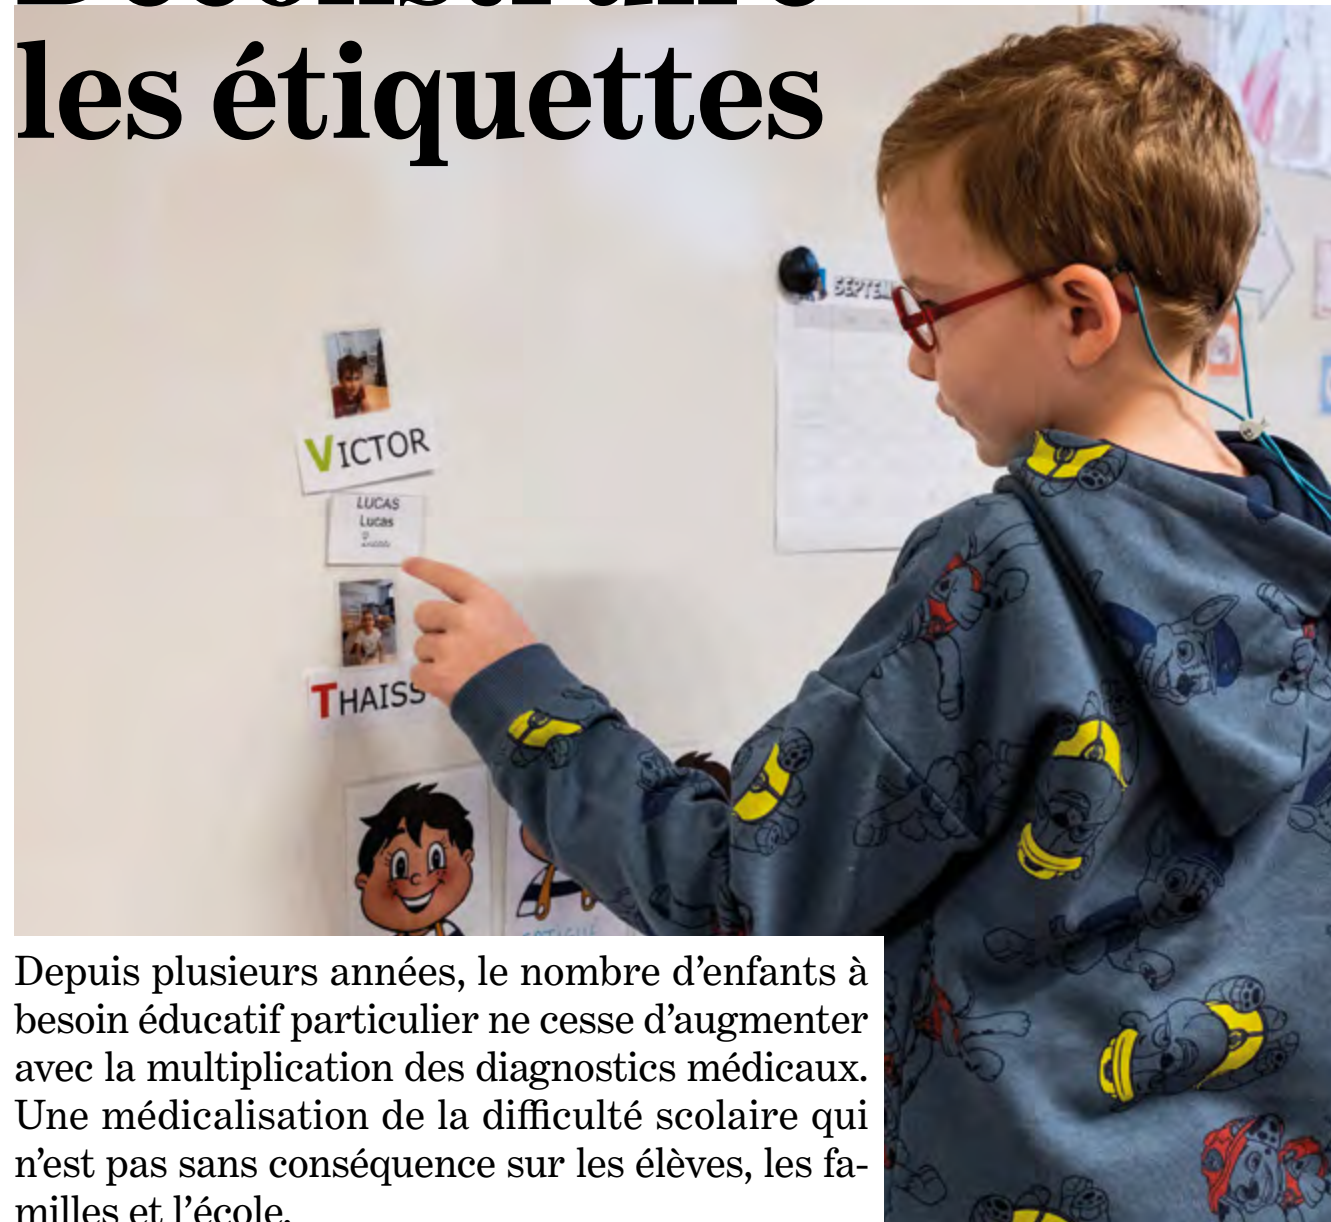 Déconstruire
les étiquettes
SEPTEM
VICTOR
LUCAS
Lucas
THAISS
Depuis plusieurs années, le nombre d’enfants à
besoin éducatif particulier ne cesse d’augmenter
avec la multiplication des diagnostics médicaux.
Une médicalisation de la difficulté scolaire qui
n’est pas sans conséquence sur les élèves, les fa-
milles et l’école.